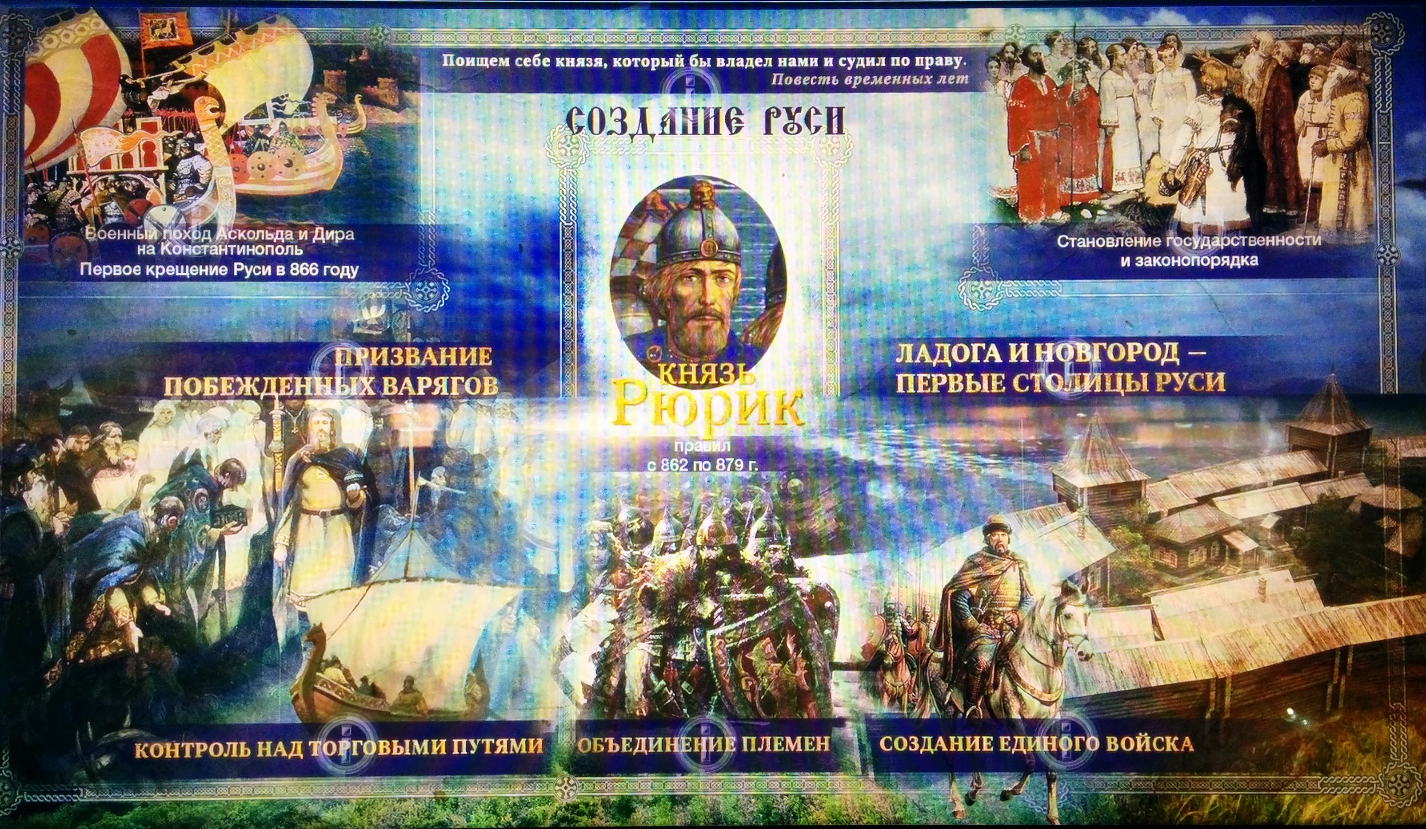 Поищем себе князя, который бы владел нами и судил по праву.
Повесть временных лет
СОЗДАНИЕ РУСИ
Военный поход Аскольда и Дира
на Константинополь
Первое крещение Руси в 866 году
Становление государственности
и законопорядка
ПРИЗВАНИЕ
ПОБЕЖДЕННЫХ ВАРЯГОВ
КНЯЗЬ
Рюрик
правил
с 862 по 879 г.
ЛАДОГА И НОВГОРОД –
ПЕРВЫЕ СТОЛИЦЫ РУСИ
КОНТРОЛЬ НАД ТОРГОВЫМИ ПУТЯМИ
ОБЪЕДИНЕНИЕ ПЛЕМЕН
СОЗДАНИЕ ЕДИНОГО ВОЙСКА